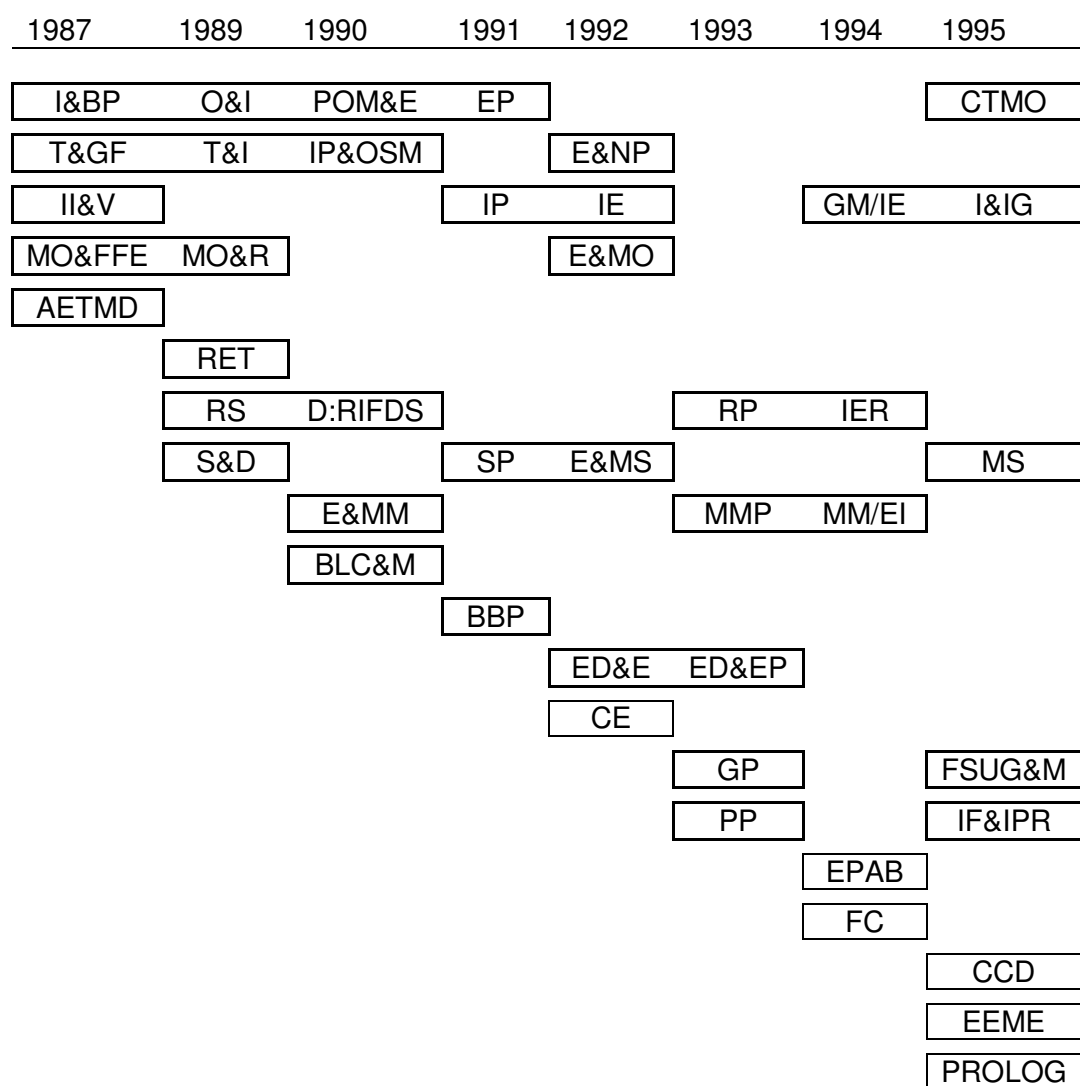 1987 1989 1990 1991 1992 1993 1994 1995
I&BP O&I POM&E EP CTMO
T&GF T&I IP&OSM E&NP
II&V IP IE GM/IE I&IG
MO&FFE MO&R E&MO
AETMD
RET
RS D:RIFDS RP IER
S&D SP E&MS MS
E&MM MMP MM/EI
BLC&M
BBP
ED&E ED&EP
CE
GP FSUG&M
PP IF&IPR
EPAB
FC
CCD
EEME
PROLOG